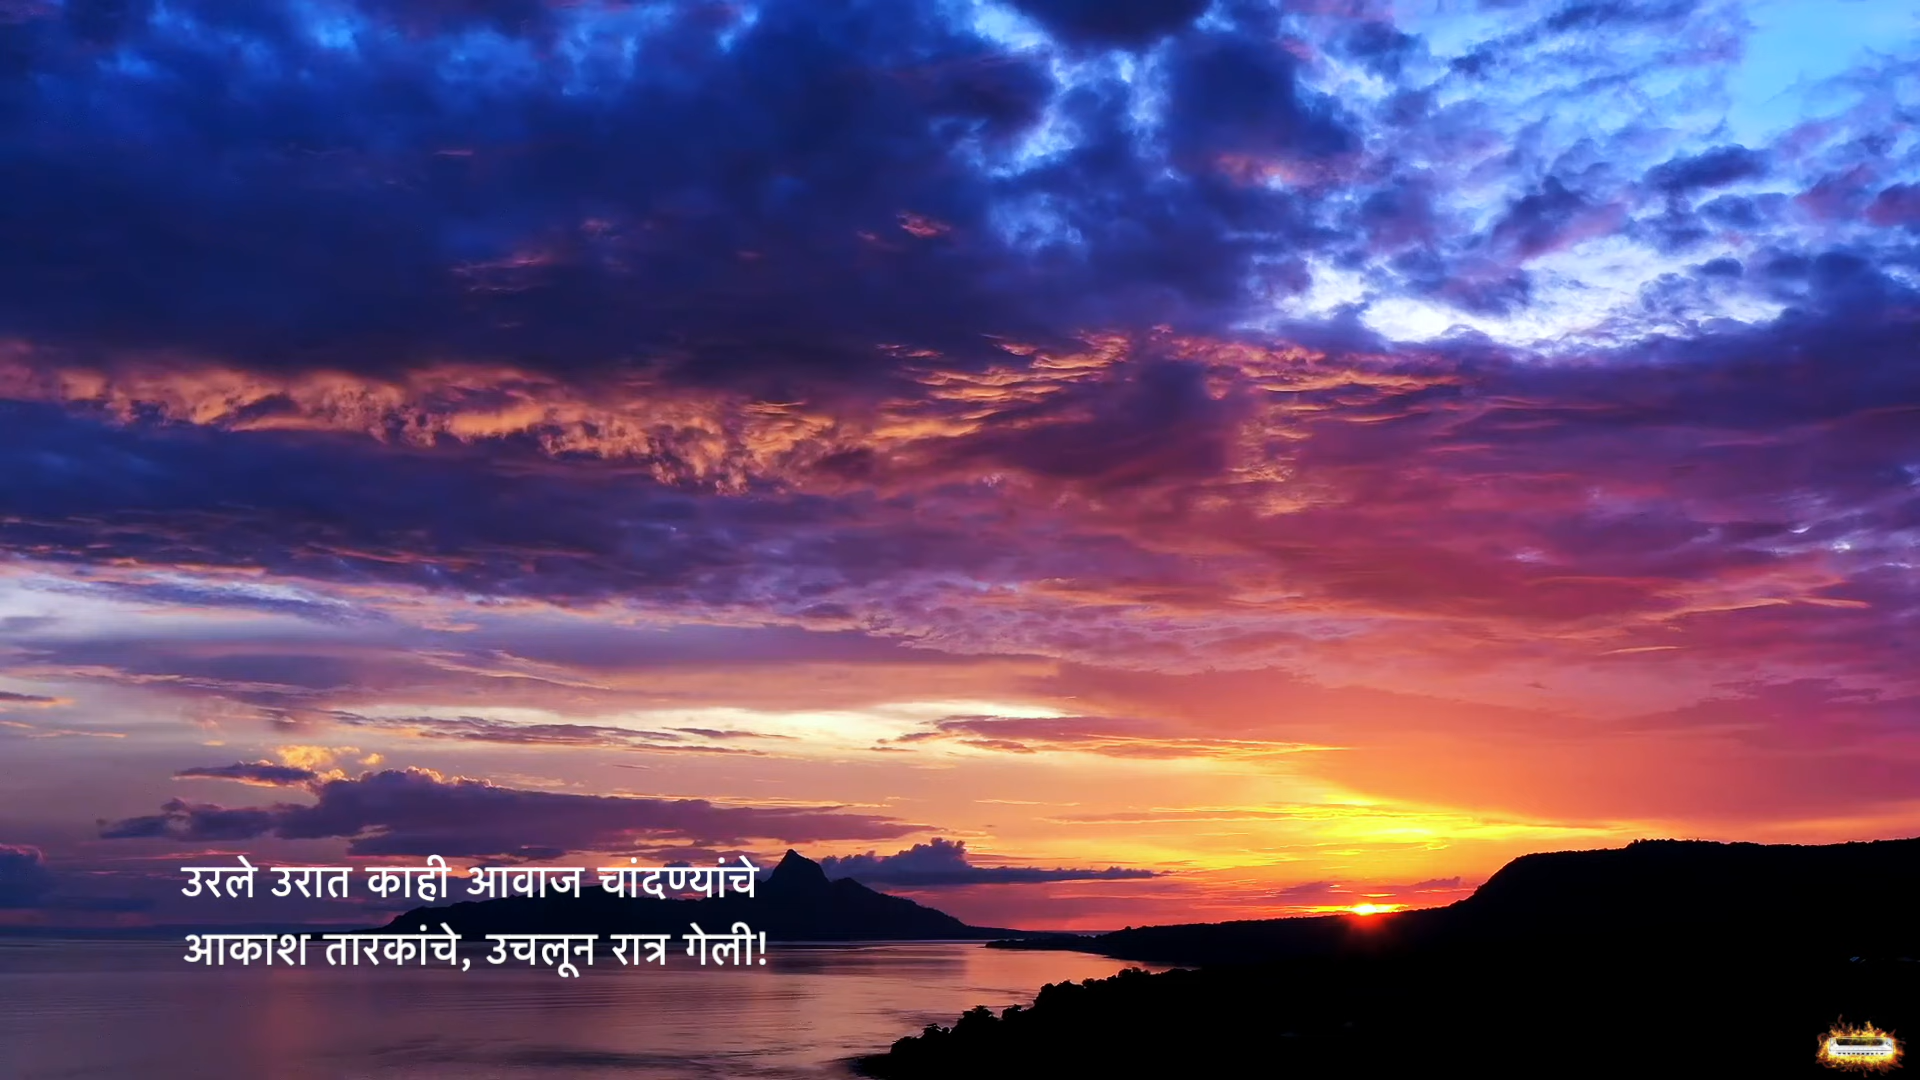 उरले उरात काही आवाज चांदण्यांचे
आकाश तारकांचे, उचलून रात्र गेली!